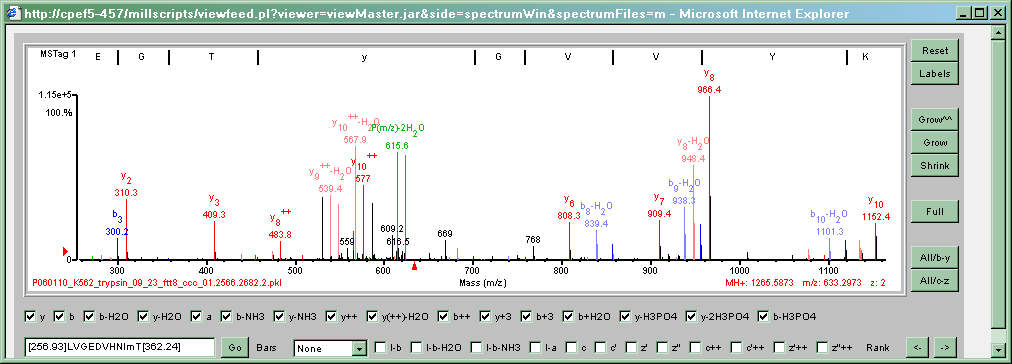 http://cpef5-457/millscripts/viewfeed.pl?viewer=viewMaster.jar&side=spectrumWin&spectrumFiles=m - Microsoft Internet Explorer
MSTag 1 E G T y G V V Y K
Reset
Labels
Grow^^
Grow
Shrink
Full
All/b-y
All/c-z
1.15e+5
100.%
0
b3
300.2
y2
310.3
y3
409.3
y8++
483.8
y9++-H2O
539.4
y10++-H2O
567.9
559
y10++
577
P(m/z)-2H2O
615.6
609.2
616.5
669
768
y6
808.3
b8-H2O
839.4
y7
909.4
b9-H2O
938.3
y8-H2O
948.4
y8
966.4
b10-H2O
1101.3
y10
1152.4
300 400 500 600 700 800 900 1000 1100
P060110_K562_trypsin_09_23_ft8_ccc_01.2566.2682.2.pkl Mass (m/z) MH+: 1265.5873 m/z: 633.2973 z: 2
y b b-H2O y-H2O a b-NH3 y-NH3 y++ y(++)-H2O b++ y+3 b+3 b+H2O y-H3PO4 y-2H3PO4 b-H3PO4
[256.93]LVGEDVHNImT[362.24] Go Bars None I-b I-b-H2O I-b-NH3 I-a c c' z' z'' c++ c'++ z'++ z''++ Rank <- ->